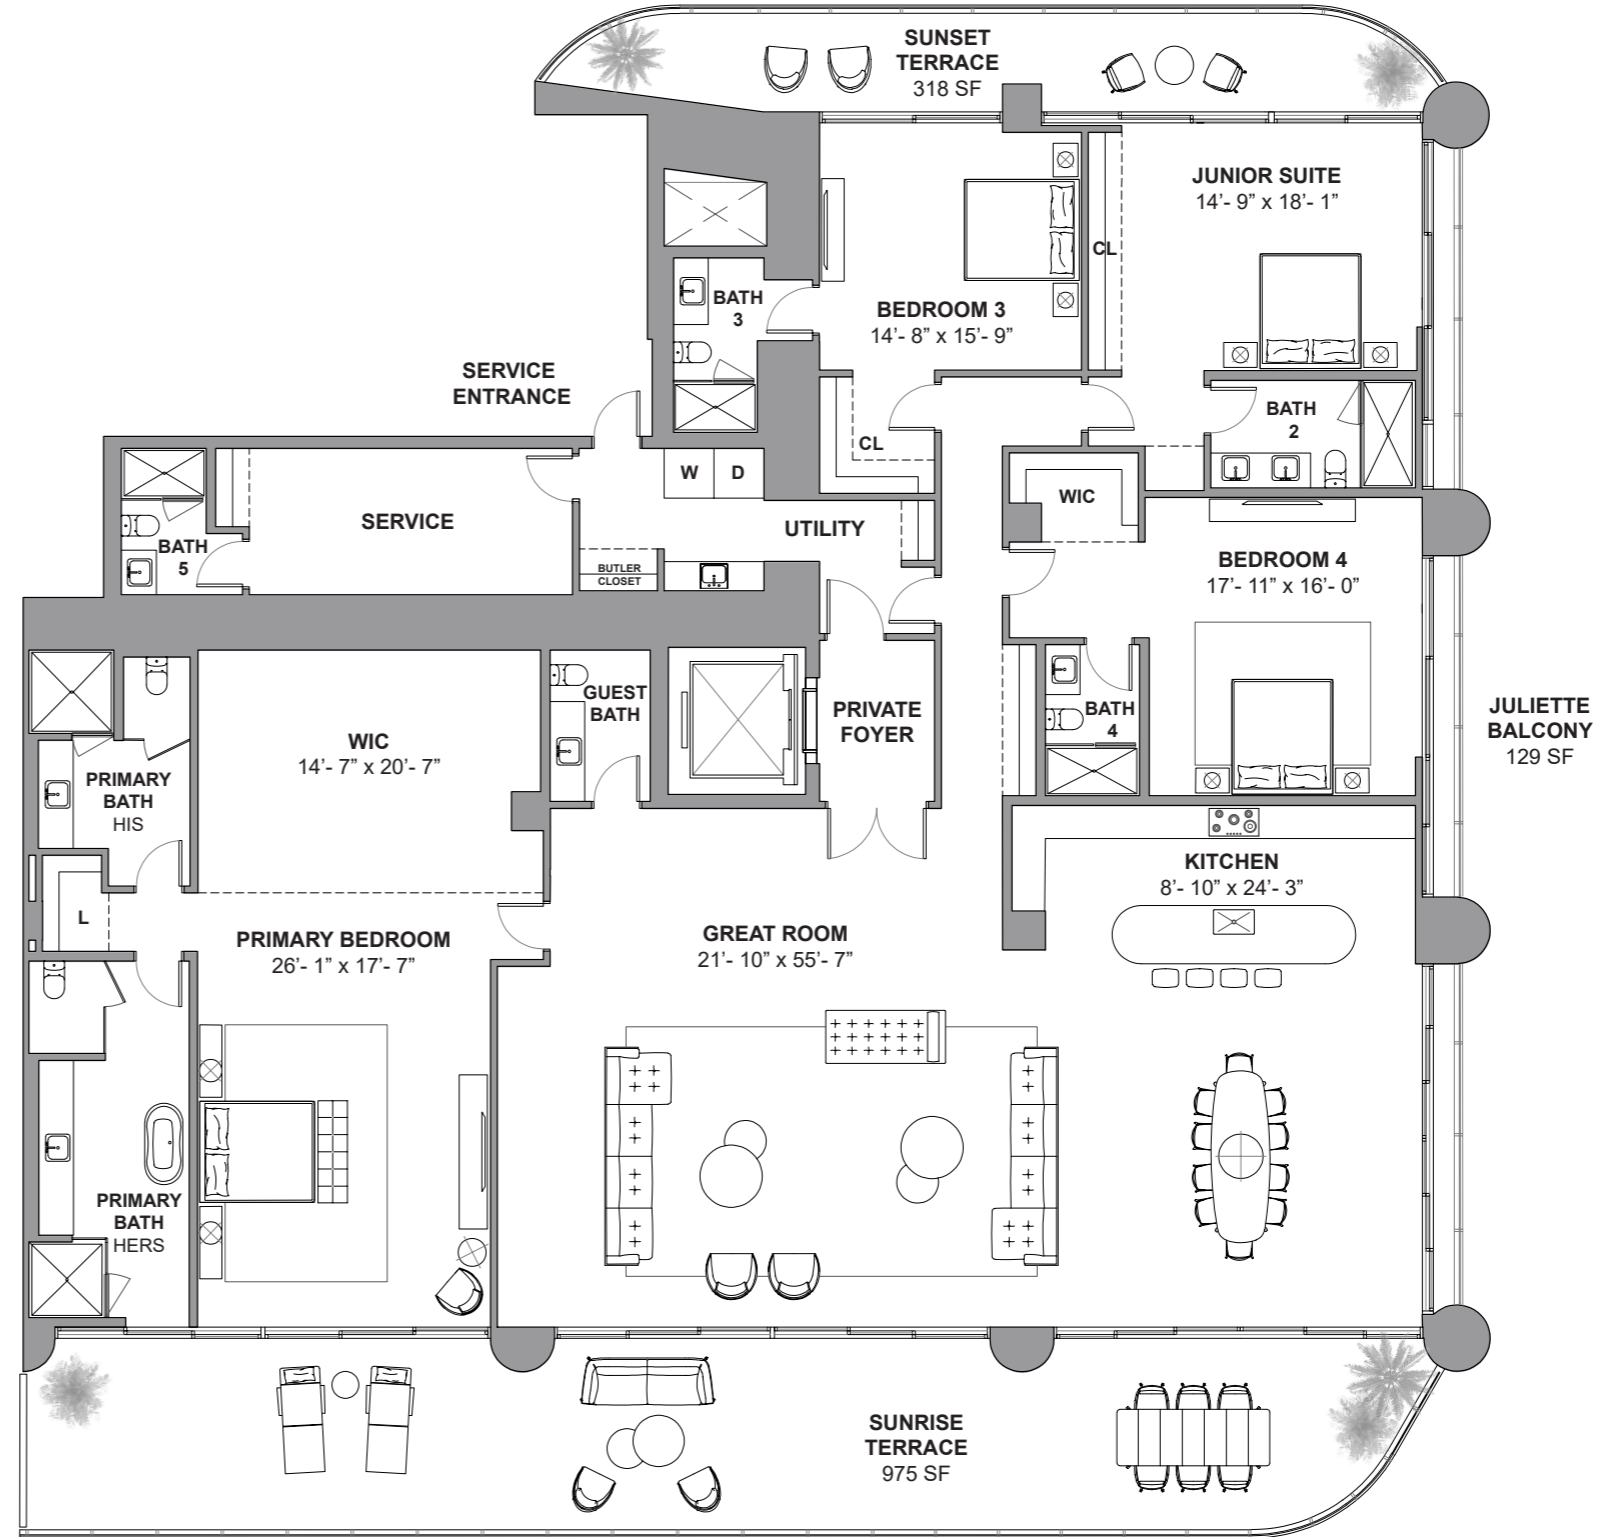 SUNSET
TERRACE
318 SF
JUNIOR SUITE
14’- 9” x 18’- 1”
CL
BATH
3
BEDROOM 3
14’- 8” x 15’- 9”
SERVICE
ENTRANCE
BATH
2
CL
W
D
WIC
SERVICE
UTILITY
BATH
5
BUTLER
CLOSET
BEDROOM 4
17’- 11” x 16’- 0”
GUEST
BATH
PRIVATE
FOYER
BATH
4
JULIETTE
BALCONY
129 SF
WIC
14’- 7” x 20’- 7”
PRIMARY
BATH
HIS
KITCHEN
8’- 10” x 24’- 3”
L
PRIMARY BEDROOM
26’- 1” x 17’- 7”
GREAT ROOM
21’- 10” x 55’- 7”
PRIMARY
BATH
HERS
SUNRISE
TERRACE
975 SF